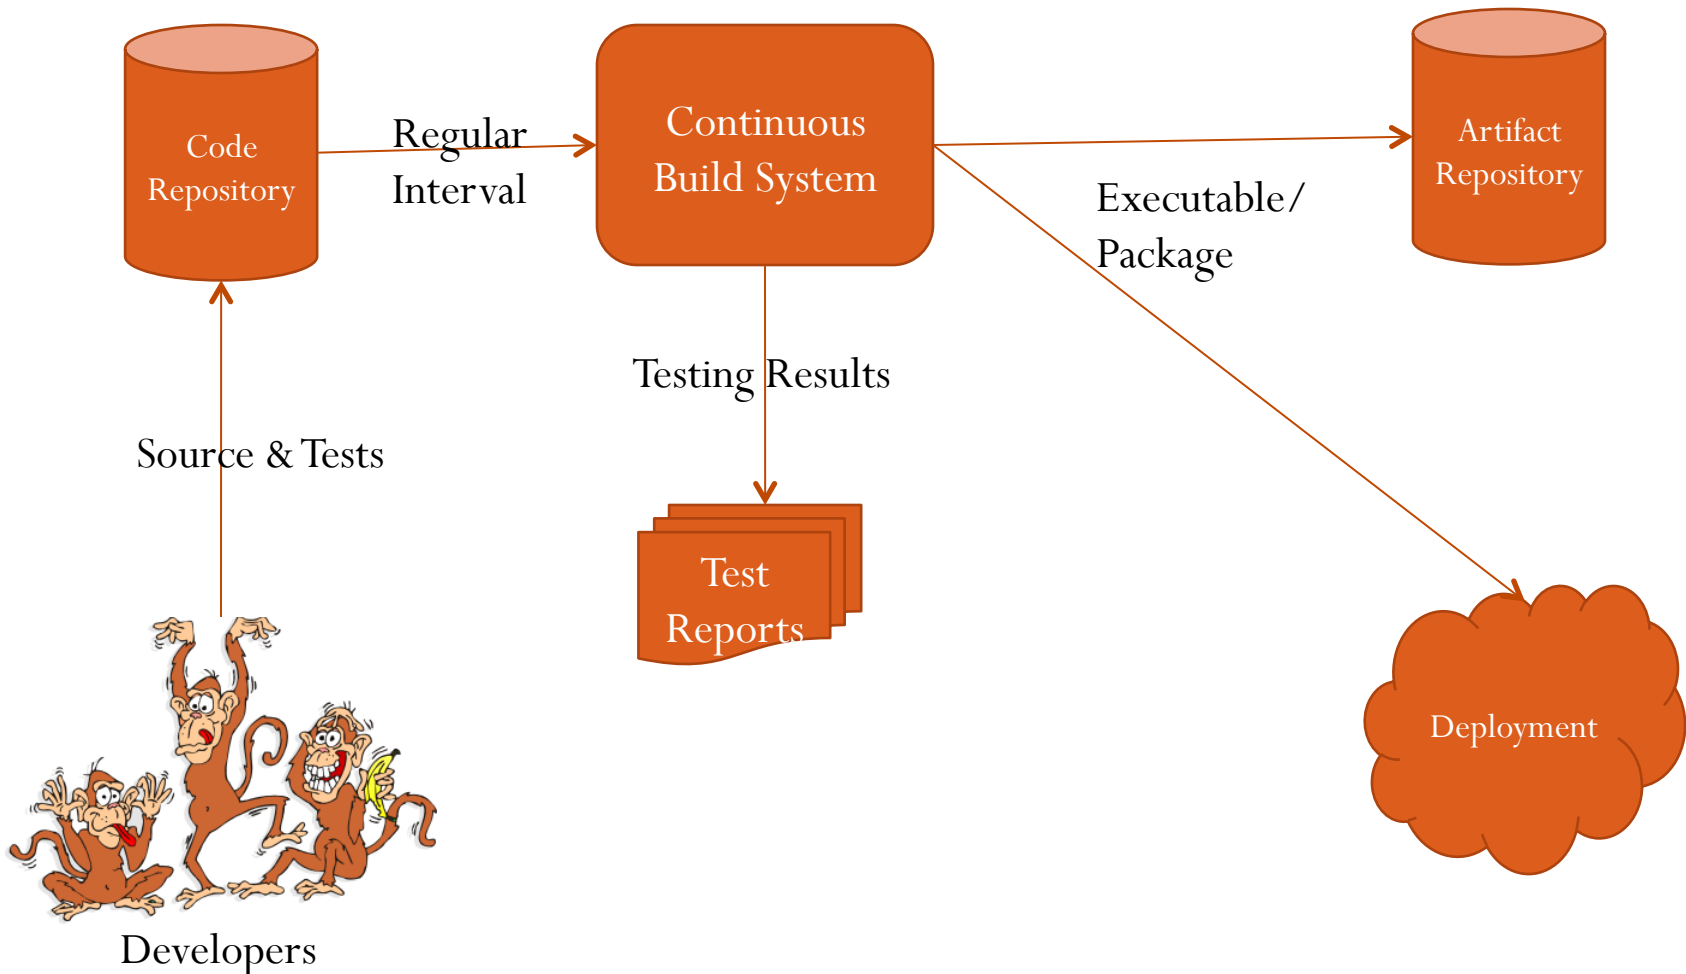 Code
Repository
Regular
Interval
Continuous
Build System
Executable/
Package
Artifact
Repository
Testing Results
Source & Tests
Test
Reports
Deployment
Developers